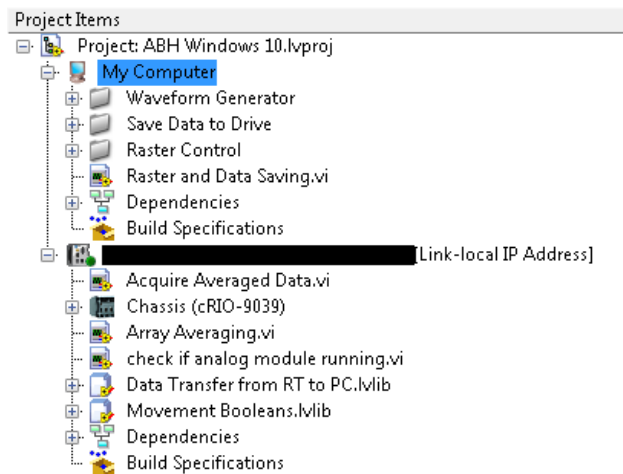 Project Items
Project: ABH Windows 10.lvproj
My Computer
Waveform Generator
Save Data to Drive
Raster Control
Raster and Data Saving.vi
Dependencies
Build Specifications
[Link-local IP Address]
Acquire Averaged Data.vi
Chassis (cRIO-9039)
Array Averaging.vi
check if analog module running.vi
Data Transfer from RT to PC.lvlib
Movement Booleans.lvlib
Dependencies
Build Specifications